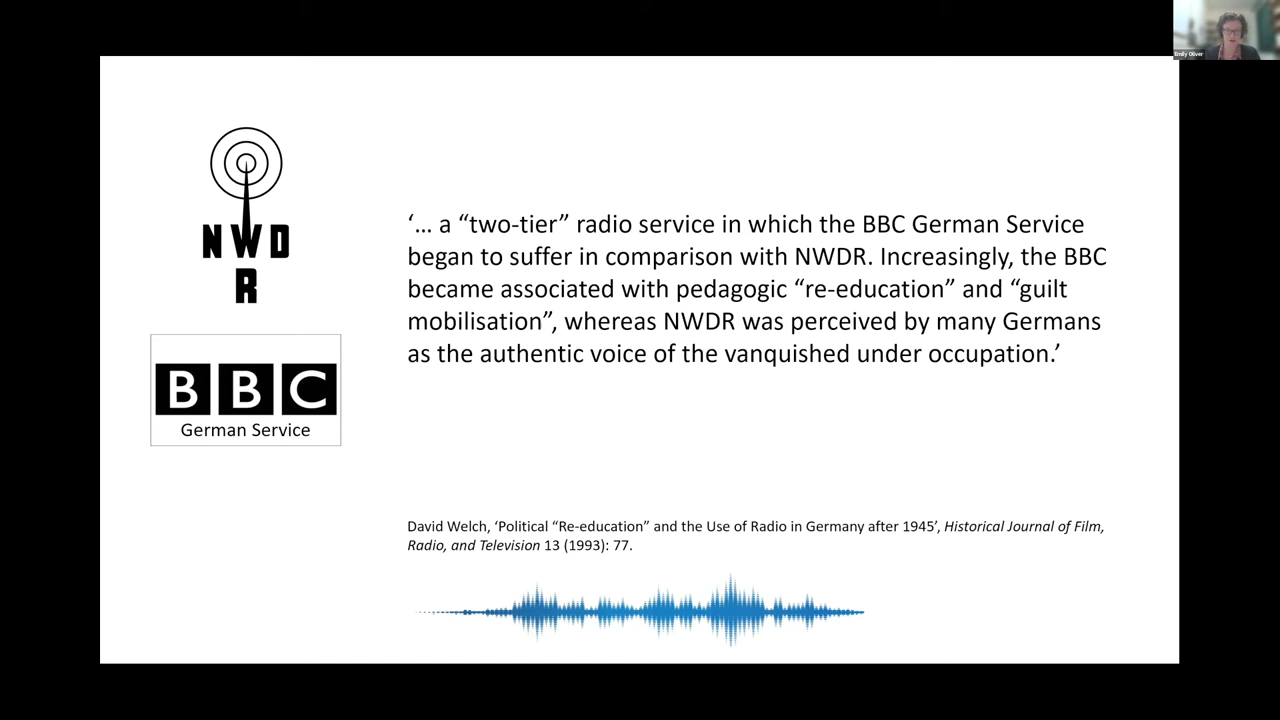 Emily Oliver
NWD
R
BBC
German Service
‘... a “two-tier” radio service in which the BBC German Service
began to suffer in comparison with NWDR. Increasingly, the BBC
became associated with pedagogic “re-education” and “guilt
mobilisation”, whereas NWDR was perceived by many Germans
as the authentic voice of the vanquished under occupation.’
David Welch, ‘Political “Re-education” and the Use of Radio in Germany after 1945’, Historical Journal of Film,
Radio, and Television 13 (1993): 77.